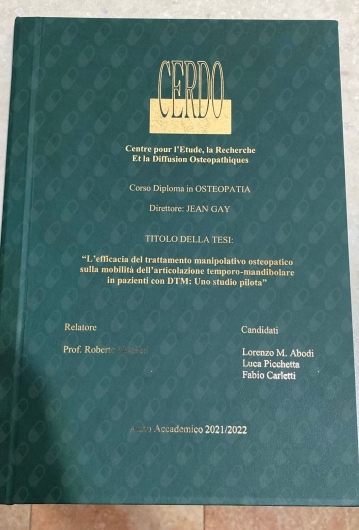 CERDO
Centre pour l'Etude, la Recherche
Et la Diffusion Osteopathiques
Corso Diploma in OSTEOPATIA
Direttore: JEAN GAY
TITOLO DELLA TESI:
"L'efficacia del trattamento manipolativo osteopatico
sulla mobilità dell'articolazione temporo-mandibolare
in pazienti con DTM: Uno studio pilota"
Relatore
Candidati
Prof. Roberto
Lorenzo M. Abodi
Luca Picchetta
Fabio Carletti
Anno Accademico 2021/2022